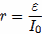 r = ε / I₀